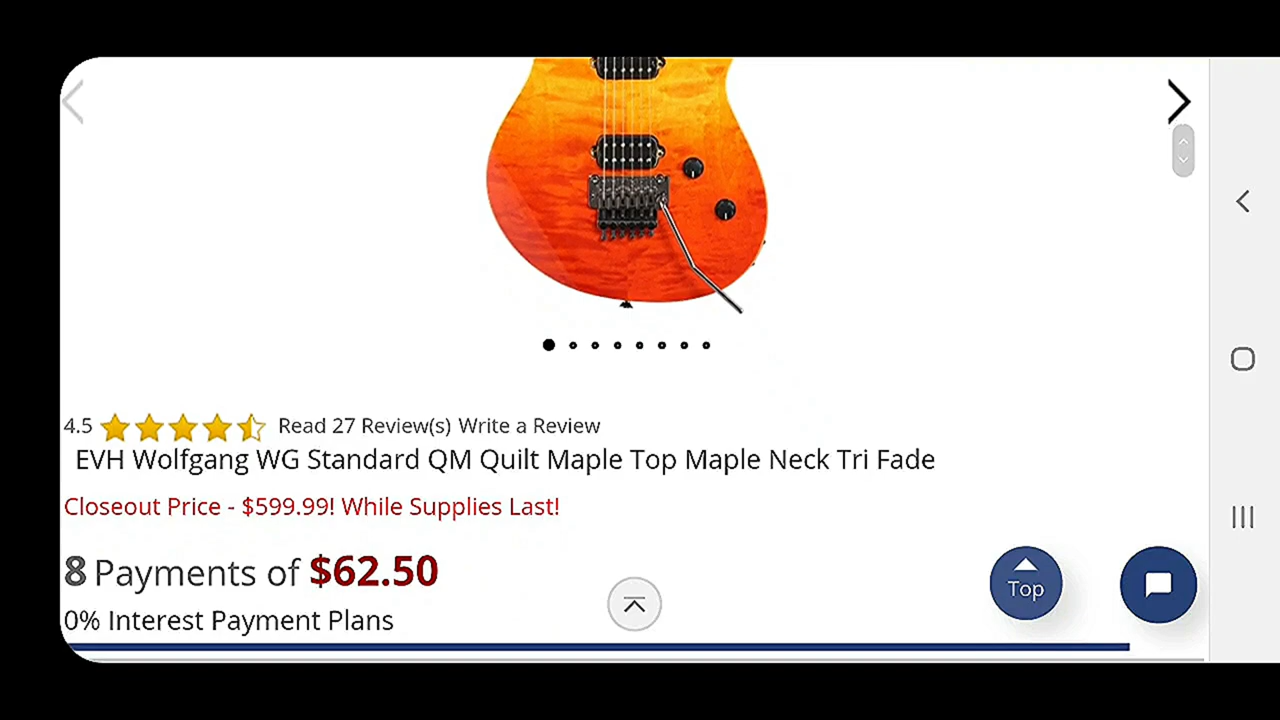 4.5 Read 27 Review(s) Write a Review
EVH Wolfgang WG Standard QM Quilt Maple Top Maple Neck Tri Fade
Closeout Price - $599.99! While Supplies Last!
8 Payments of $62.50
0% Interest Payment Plans
Top